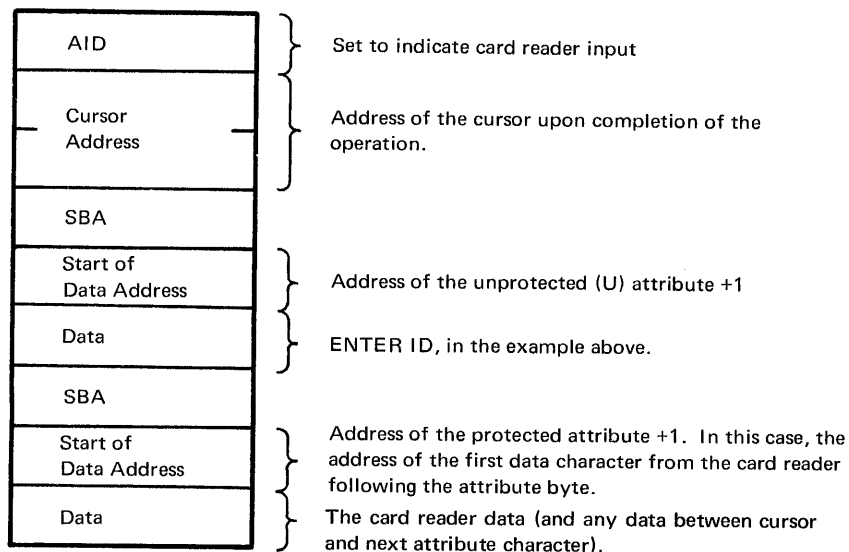 AID
Set to indicate card reader input
Cursor
Address
Address of the cursor upon completion of the
operation.
SBA
Start of
Data Address
Address of the unprotected (U) attribute +1
Data
ENTER ID, in the example above.
SBA
Start of
Data Address
Address of the protected attribute +1. In this case, the
address of the first data character from the card reader
following the attribute byte.
Data
The card reader data (and any data between cursor
and next attribute character).